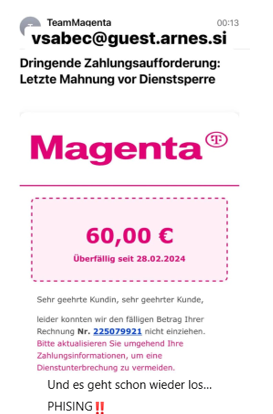 TeamMagenta 00:13
vsabec@guest.arnes.si
Dringende Zahlungsaufforderung:
Letzte Mahnung vor Dienstsperre
Magenta T
60,00 €
Überfällig seit 28.02.2024
Sehr geehrte Kundin, sehr geehrter Kunde,
leider konnten wir den fälligen Betrag Ihrer
Rechnung Nr. 225079921 nicht einziehen.
Bitte aktualisieren Sie umgehend Ihre
Zahlungsinformationen, um eine
Dienstunterbrechung zu vermeiden.
Und es geht schon wieder los...
PHISING‼️